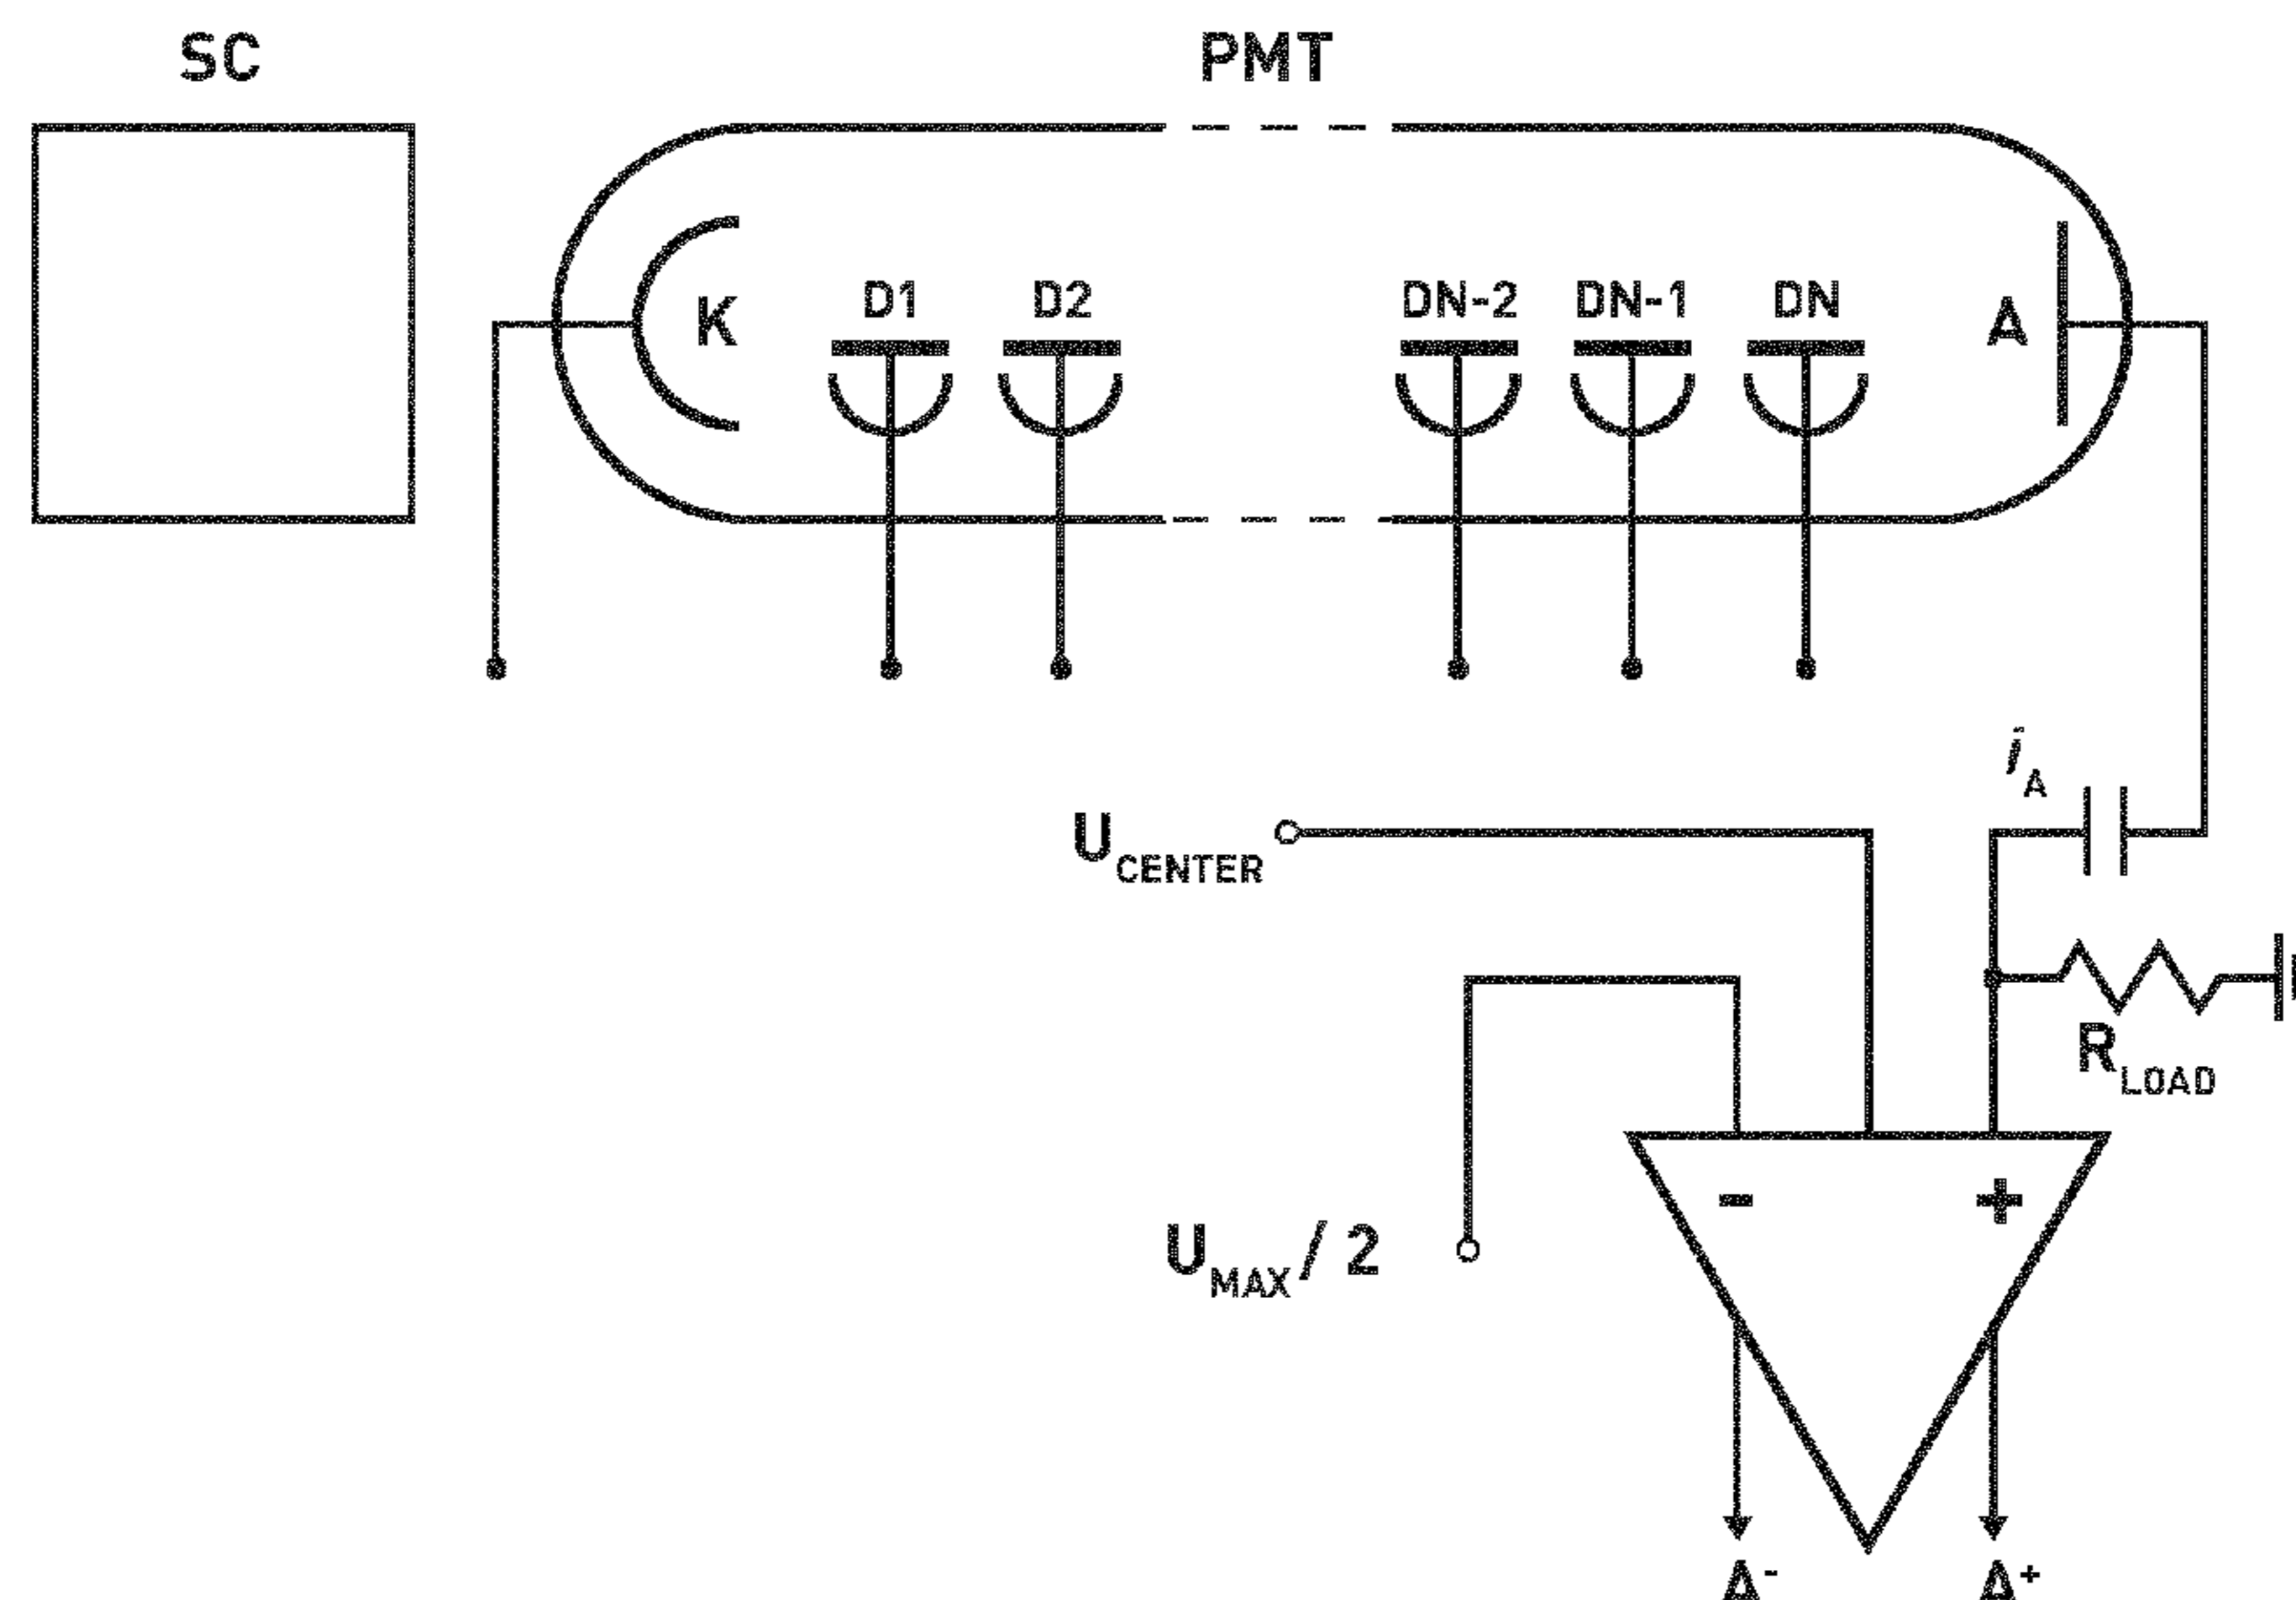 SC PMT
K D1 D2 DN-2 DN-1 DN A
iA
UCENTER
RLOAD
- +
UMAX/ 2
A- A+